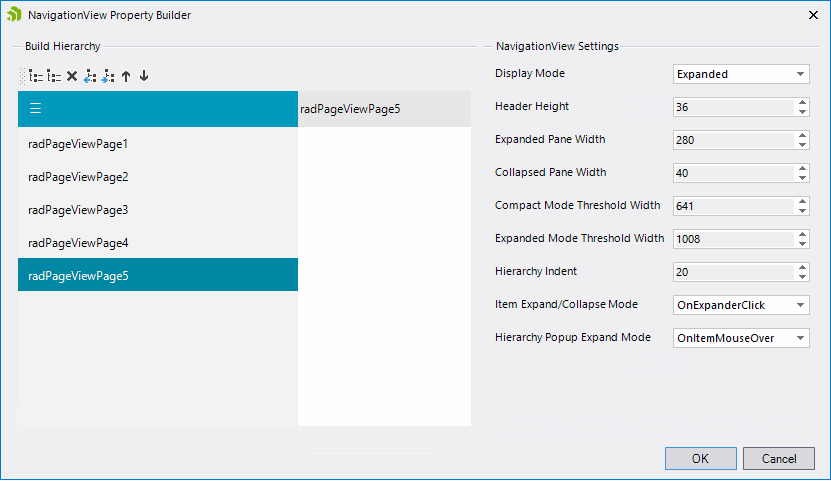 NavigationView Property Builder
Build Hierarchy
radPageViewPage5
radPageViewPage1
radPageViewPage2
radPageViewPage3
radPageViewPage4
radPageViewPage5
NavigationView Settings
Display Mode Expanded
Header Height 36
Expanded Pane Width 280
Collapsed Pane Width 40
Compact Mode Threshold Width 641
Expanded Mode Threshold Width 1008
Hierarchy Indent 20
Item Expand/Collapse Mode OnExpanderClick
Hierarchy Popup Expand Mode OnItemMouseOver
OK Cancel